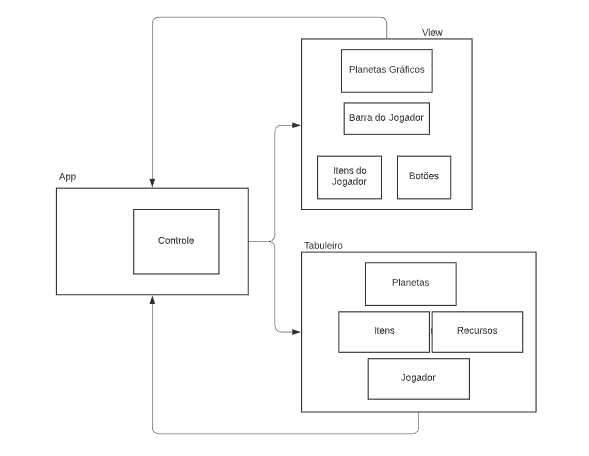 View
Planetas Gráficos
Barra do Jogador
Itens do
Jogador
Botões
App
Controle
Tabuleiro
Planetas
Itens
Recursos
Jogador